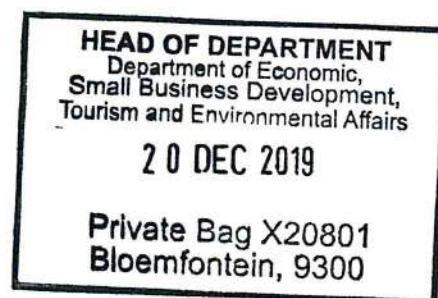 HEAD OF DEPARTMENT
Department of Economic,
Small Business Development,
Tourism and Environmental Affairs
20 DEC 2019
Private Bag X20801
Bloemfontein, 9300